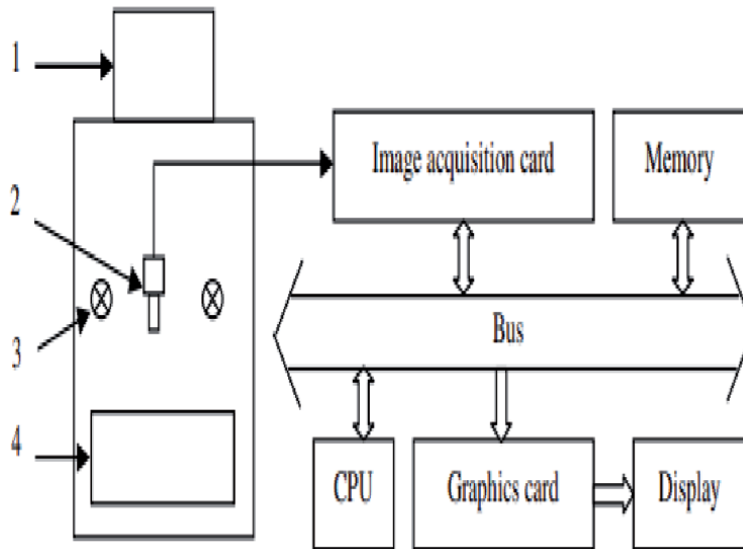 1
Image acquisition card
Memory
2
3
Bus
4
CPU
Graphics card
Display